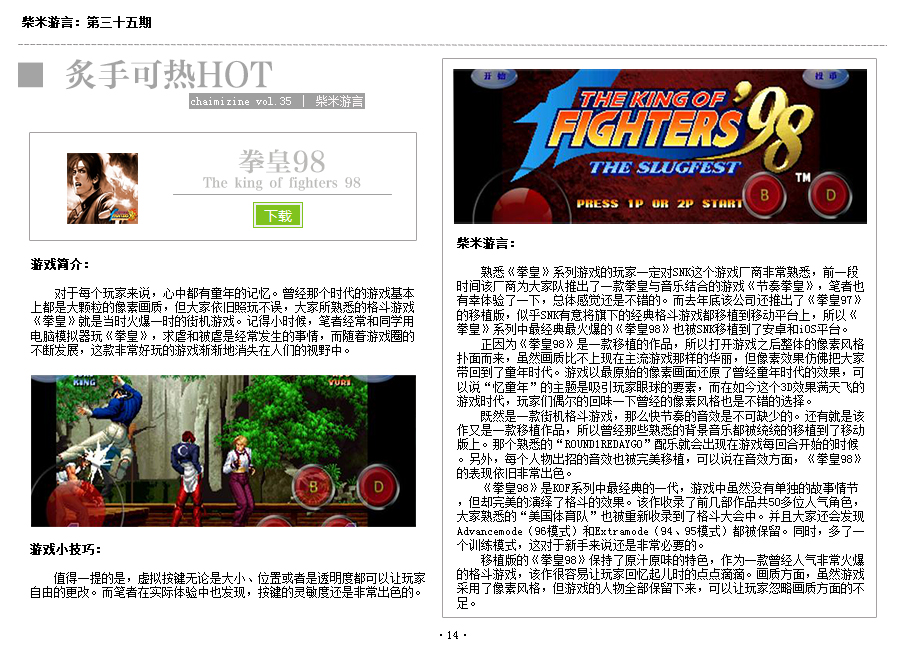 柴米游言：第三十五期
炙手可热HOT
chaimizine vol.35 | 柴米游言
拳皇98
The king of fighters 98
下载
游戏简介：
对于每个玩家来说，心中都有童年的记忆。曾经那个时代的游戏基本
上都是大颗粒的像素画质，但大家依旧照玩不误，大家所熟悉的格斗游戏
《拳皇》就是当时火爆一时的街机游戏。记得小时候，笔者经常和同学用
电脑模拟器玩《拳皇》，求虐和被虐是经常发生的事情，而随着游戏圈的
不断发展，这款非常好玩的游戏渐渐地消失在人们的视野中。
KING
YURI
B
D
游戏小技巧：
值得一提的是，虚拟按键无论是大小、位置或者是透明度都可以让玩家
自由的更改。而笔者在实际体验中也发现，按键的灵敏度还是非常出色的。
开 始
投 币
THE KING OF
FIGHTERS '98
THE SLUGFEST
TM
PRESS 1P OR 2P START
B
D
柴米游言：
熟悉《拳皇》系列游戏的玩家一定对SNK这个游戏厂商非常熟悉，前一段
时间该厂商为大家推出了一款拳皇与音乐结合的游戏《节奏拳皇》，笔者也
有幸体验了一下，总体感觉还是不错的。而去年底该公司还推出了《拳皇97》
的移植版，似乎SNK有意将旗下的经典格斗游戏都移植到移动平台上，所以《
拳皇》系列中最经典最火爆的《拳皇98》也被SNK移植到了安卓和iOS平台。
正因为《拳皇98》是一款移植的作品，所以打开游戏之后整体的像素风格
扑面而来，虽然画质比不上现在主流游戏那样的华丽，但像素效果仿佛把大家
带回到了童年时代。游戏以最原始的像素画面还原了曾经童年时代的效果，可
以说“忆童年”的主题是吸引玩家眼球的要素，而在如今这个3D效果满天飞的
游戏时代，玩家们偶尔的回味一下曾经的像素风格也是不错的选择。
既然是一款街机格斗游戏，那么快节奏的音效是不可缺少的。还有就是该
作又是一款移植作品，所以曾经那些熟悉的背景音乐都被统统的移植到了移动
版上。那个熟悉的“ROUND1REDAYGO”配乐就会出现在游戏每回合开始的时候
。另外，每个人物出招的音效也被完美移植，可以说在音效方面，《拳皇98》
的表现依旧非常出色。
《拳皇98》是KOF系列中最经典的一代，游戏中虽然没有单独的故事情节
，但却完美的演绎了格斗的效果。该作收录了前几部作品共50多位人气角色，
大家熟悉的“美国体育队”也被重新收录到了格斗大会中。并且大家还会发现
Advancemode（96模式）和Extramode（94、95模式）都被保留。同时，多了一
个训练模式，这对于新手来说还是非常必要的。
移植版的《拳皇98》保持了原汁原味的特色，作为一款曾经人气非常火爆
的格斗游戏，该作很容易让玩家回忆起儿时的点点滴滴。画质方面，虽然游戏
采用了像素风格，但游戏的人物全部保留下来，可以让玩家忽略画质方面的不
足。
·14·